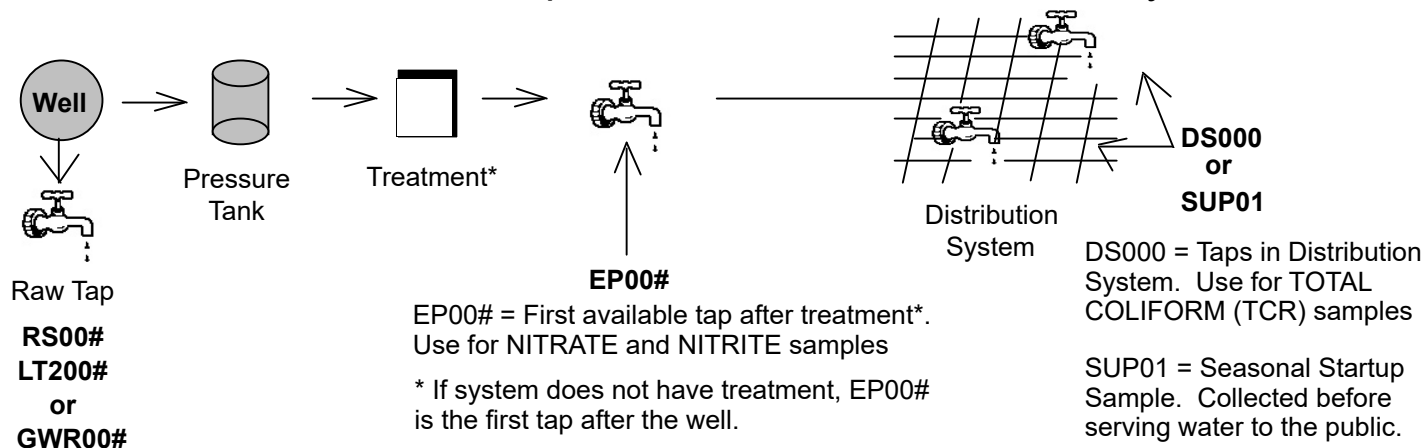 Well
Pressure
Tank
Treatment*
Raw Tap
RS00#
LT200#
or
GWR00#
EP00#
EP00# = First available tap after treatment*.
Use for NITRATE and NITRITE samples
* If system does not have treatment, EP00#
is the first tap after the well.
Distribution
System
DS000
or
SUP01
DS000 = Taps in Distribution
System. Use for TOTAL
COLIFORM (TCR) samples
SUP01 = Seasonal Startup
Sample. Collected before
serving water to the public.